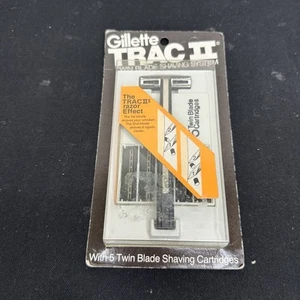 Gillette
TRAC II®
TWIN BLADE SHAVING SYSTEM
The
TRAC II®
razor
Effect.
Twin Blade
Cartridges
With 5 Twin Blade Shaving Cartridges